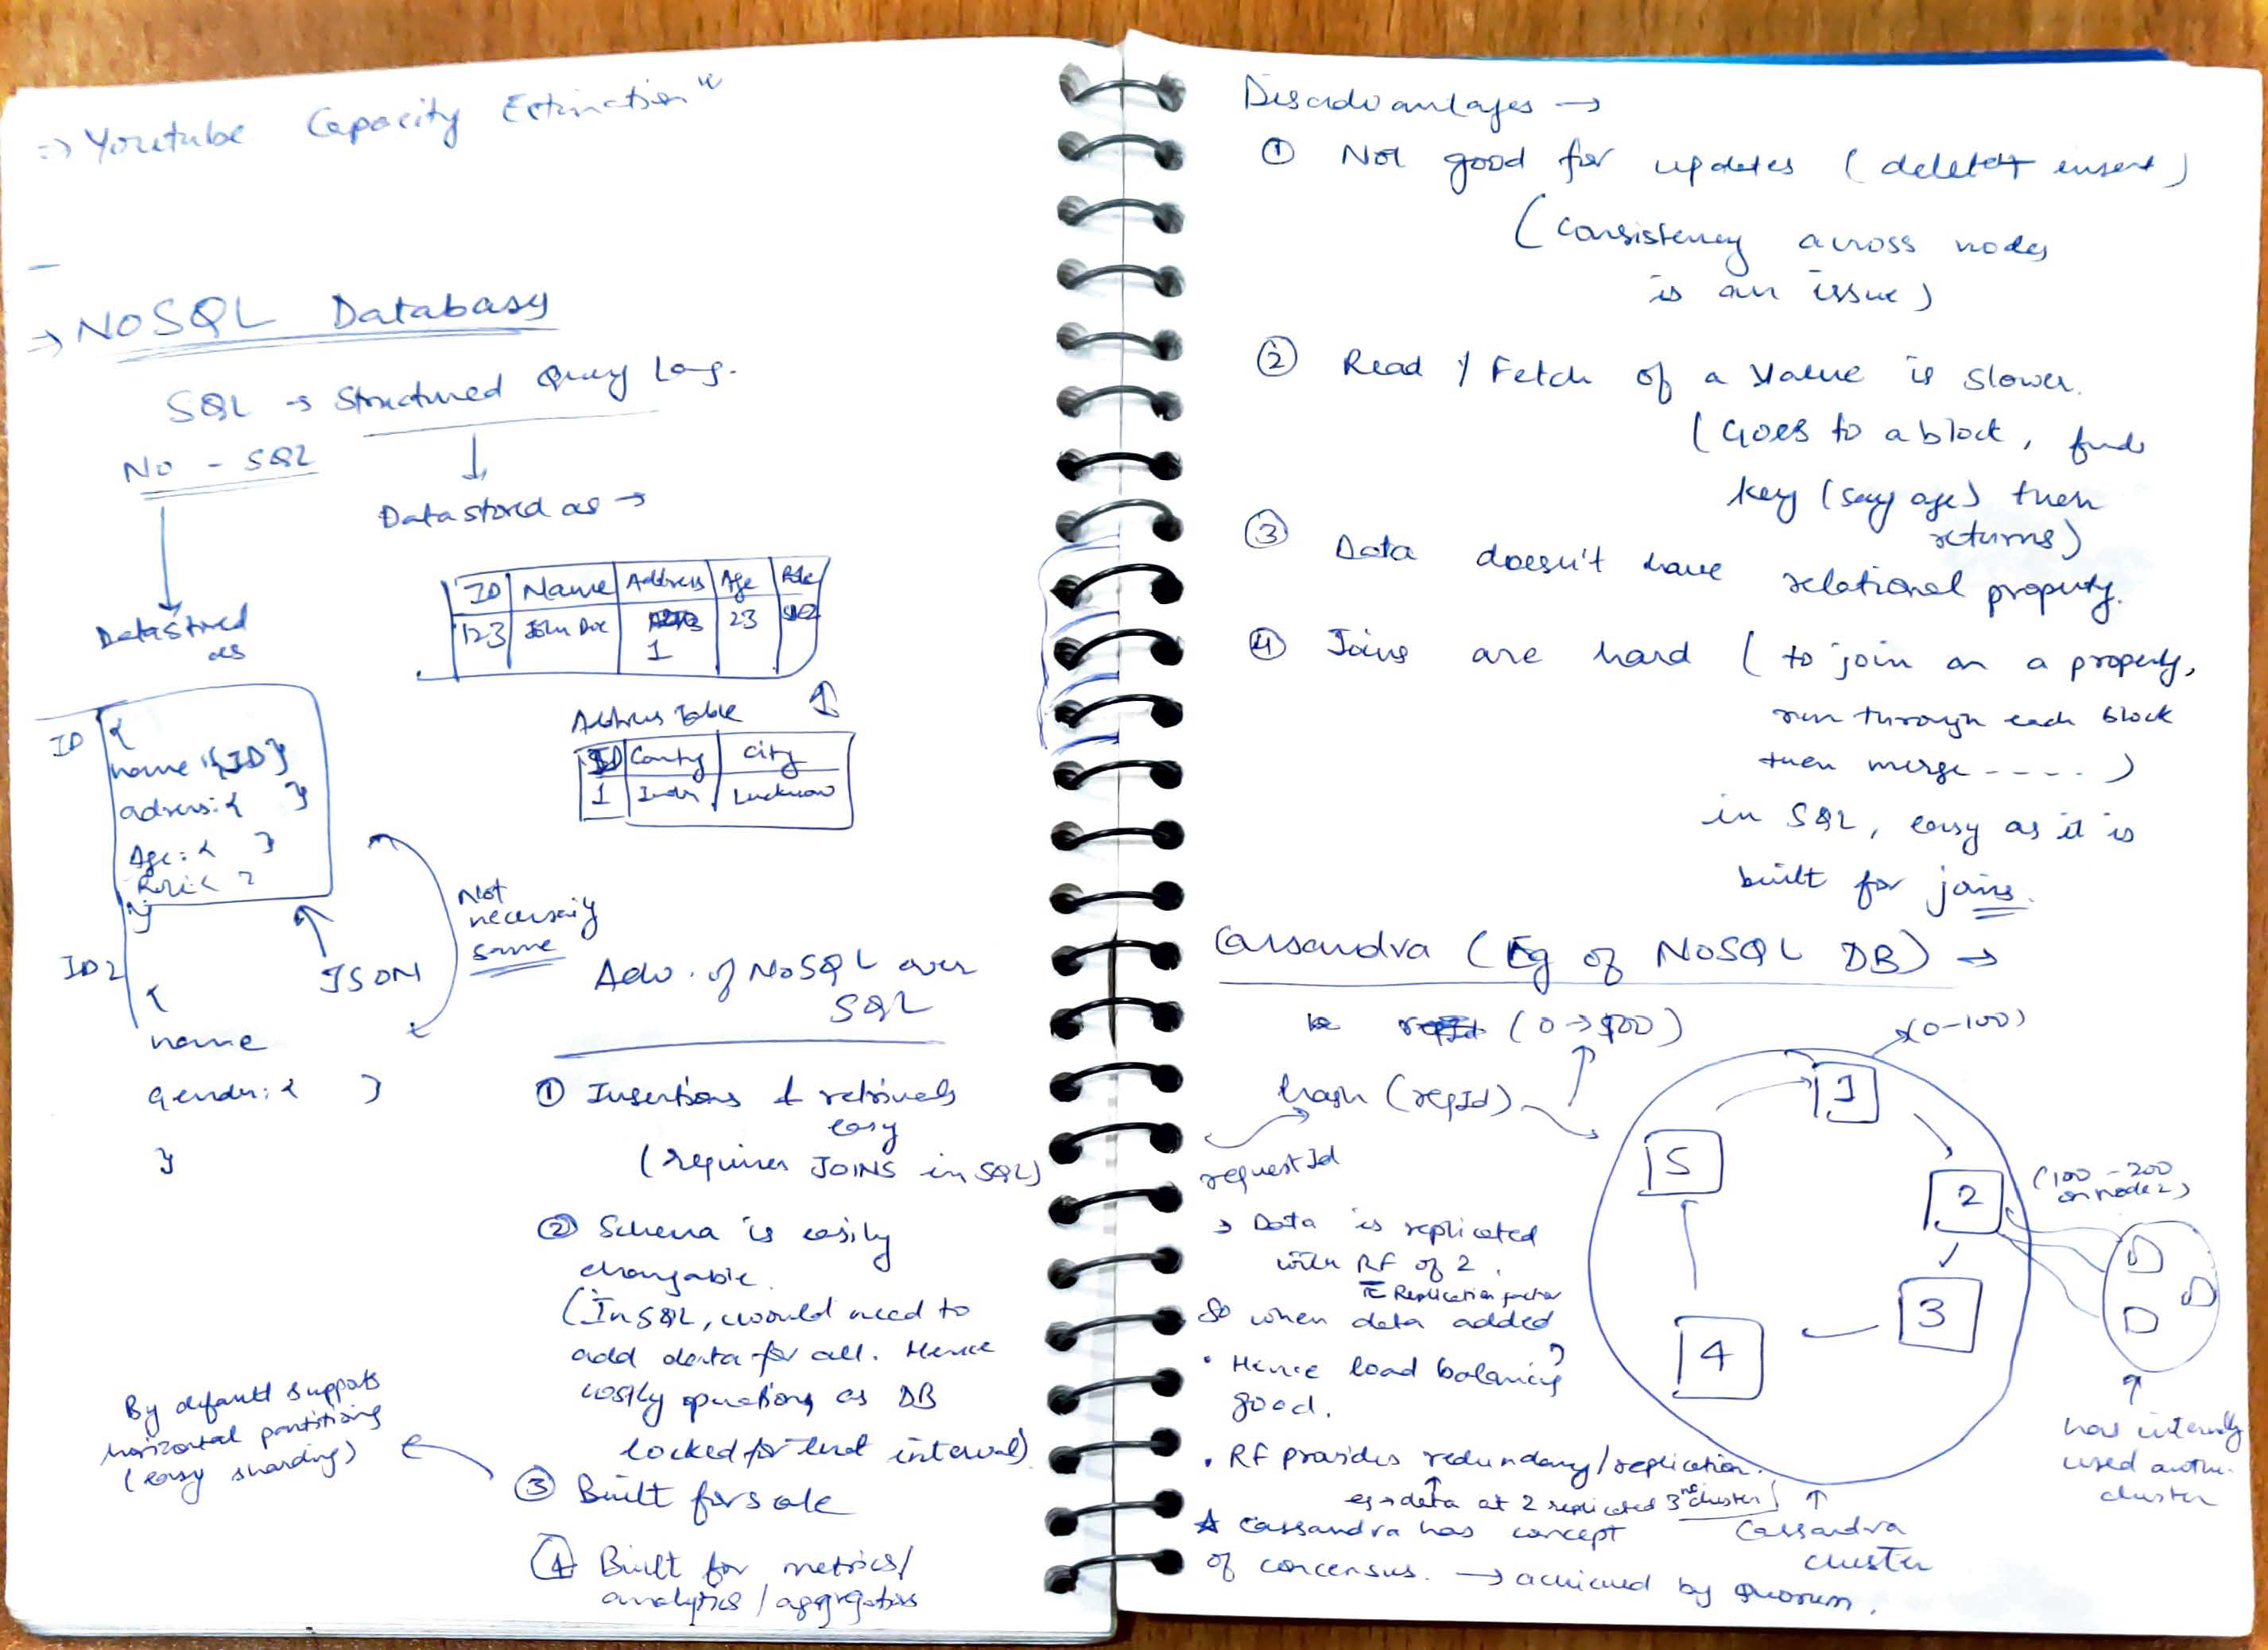 => Youtube Capacity Estimation"
→ NoSQL Databases
SQL → Structured Query Lang.
No - SQL
Data stored as →
ID Name Address Age Role
123 John Doe 1 23
Address Table
ID Country City
1 India Lucknow
Data stored
as
ID {
name: {ID}
adress: { }
Age: { }
Role: { }
}
JSON
Not
necessarily
same
ID2
{
name
gender: { }
}
Adv. of NoSQL over
SQL
① Insertions & retrievals
easy
(requires JOINS in SQL)
② Schema is easily
changable.
(In SQL, would need to
add data for all. Hence
costly operations as DB
locked for that interval)
③ Built for scale
By default supports
horizontal partitioning
(easy sharding)
④ Built for metrics/
analytics / aggregations
Disadvantages →
① Not good for updates (delete + insert)
(consistency across nodes
is an issue)
② Read / Fetch of a value is slower.
(Goes to a block, finds
key (say age) then
returns)
③ Data doesn't have relational property.
④ Joins are hard (to join on a property,
run through each block
then merge - - - - . )
in SQL, easy as it is
built for joins.
Cassandra (Eg of NoSQL DB) →
(0 → 500)
(0-100)
hash (reqId)
requestId
1
2
3
4
5
(100 - 200
on node 2)
→ Data is replicated
with RF of 2.
Replication factor
So when data added
• Hence load balancing
good.
• RF provides redundancy/replication.
eg → data at 2 replicated 3rd cluster
★ Cassandra has concept
of concensus. → achieved by Quorum.
Cassandra
cluster
has internally
used another
cluster